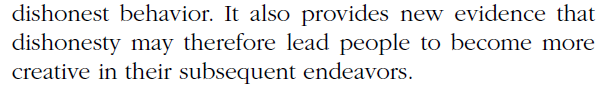 dishonest behavior. It also provides new evidence that
dishonesty may therefore lead people to become more
creative in their subsequent endeavors.